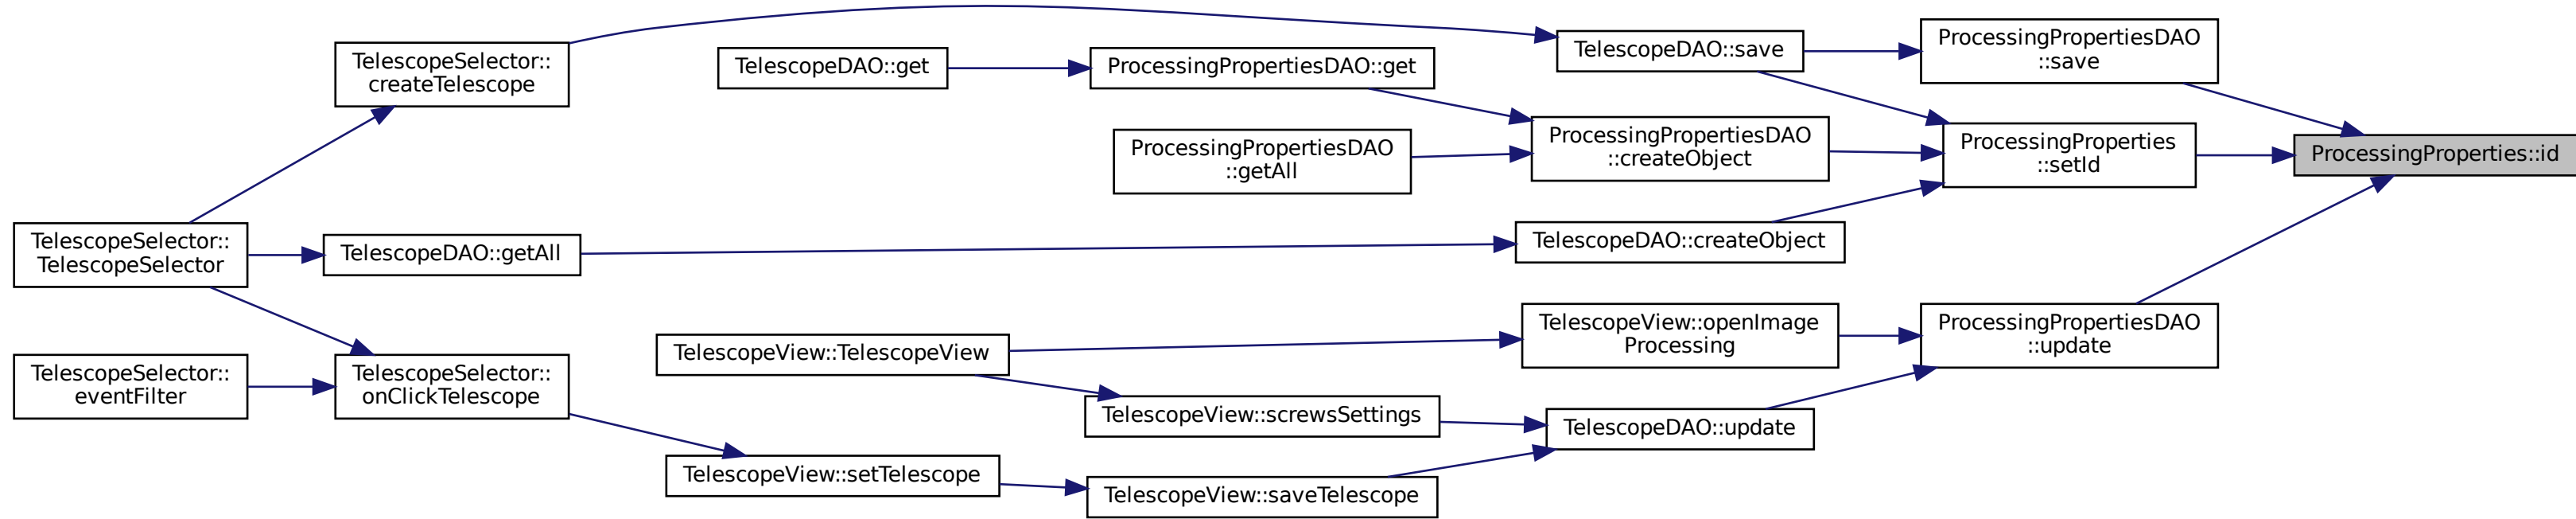 TelescopeSelector::
createTelescope
TelescopeDAO::get
ProcessingPropertiesDAO::get
TelescopeDAO::save
ProcessingPropertiesDAO
::save
ProcessingPropertiesDAO
::getAll
ProcessingPropertiesDAO
::createObject
ProcessingProperties
::setId
ProcessingProperties::id
TelescopeSelector::
TelescopeSelector
TelescopeDAO::getAll
TelescopeDAO::createObject
TelescopeView::openImage
Processing
ProcessingPropertiesDAO
::update
TelescopeView::TelescopeView
TelescopeSelector::
eventFilter
TelescopeSelector::
onClickTelescope
TelescopeView::screwsSettings
TelescopeDAO::update
TelescopeView::setTelescope
TelescopeView::saveTelescope